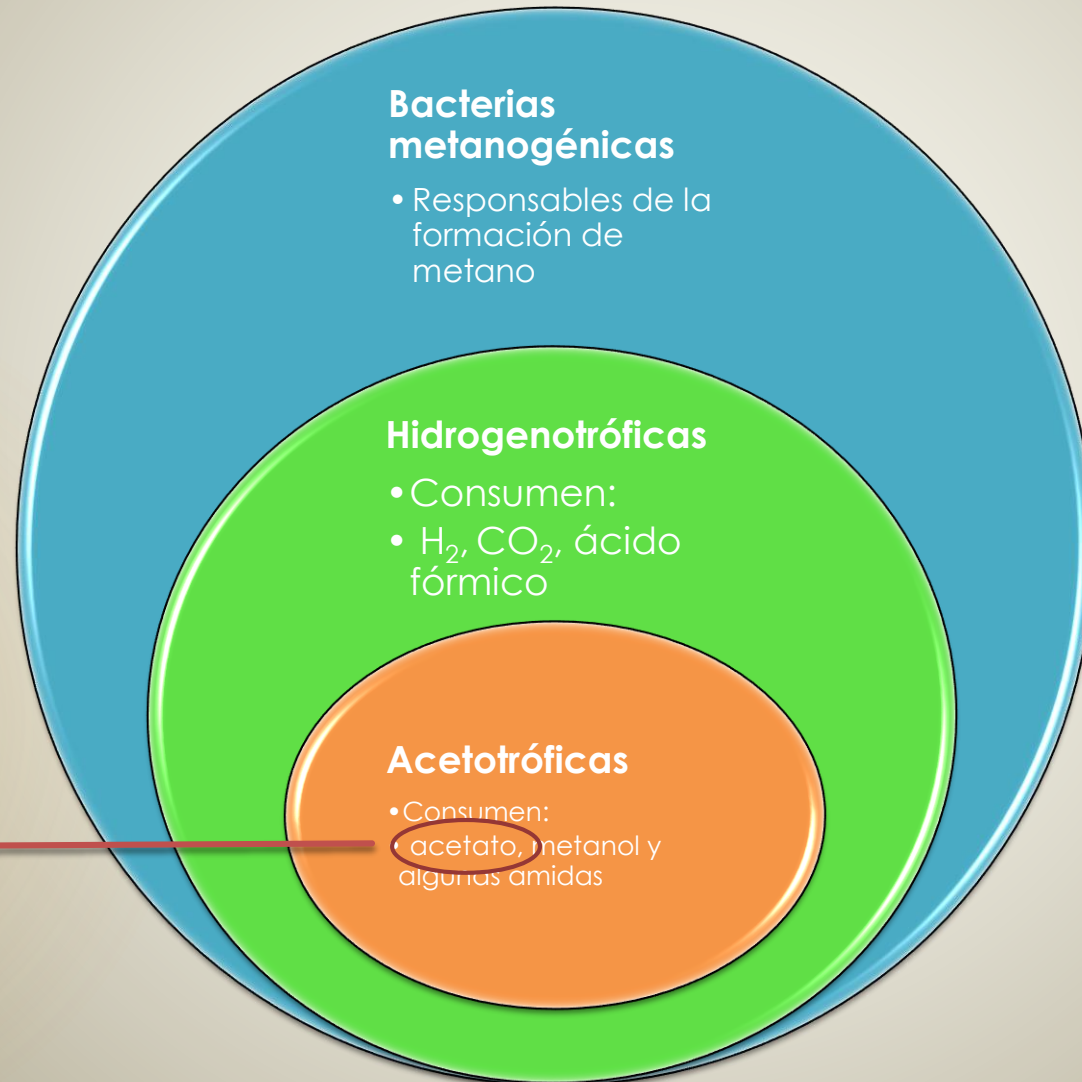 Bacterias
metanogénicas
• Responsables de la
formación de
metano
Hidrogenotróficas
• Consumen:
• H₂, CO₂, ácido
fórmico
Acetotróficas
• Consumen:
• acetato, metanol y
algunas amidas